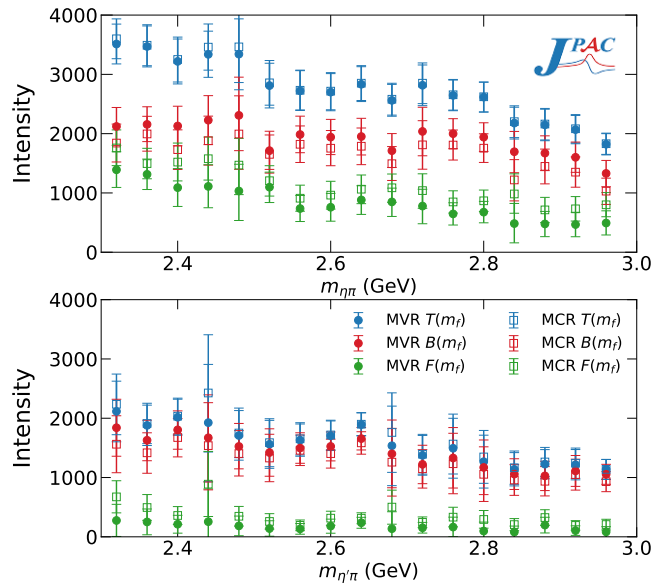 4000
3000
2000
1000
0
Intensity
JPAC
2.4 2.6 2.8 3.0
m_{ηπ} (GeV)
4000
3000
2000
1000
0
Intensity
MVR T(m_f) MCR T(m_f)
MVR B(m_f) MCR B(m_f)
MVR F(m_f) MCR F(m_f)
2.4 2.6 2.8 3.0
m_{η′π} (GeV)